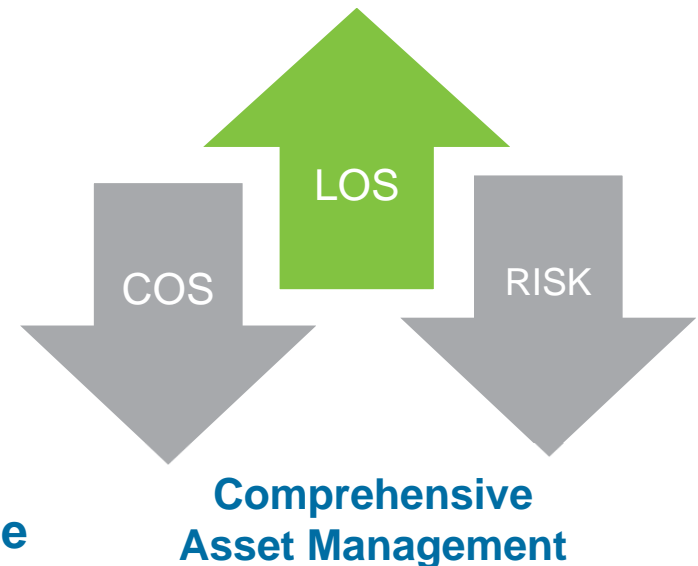 LOS
COS
RISK
Comprehensive
Asset Management
e